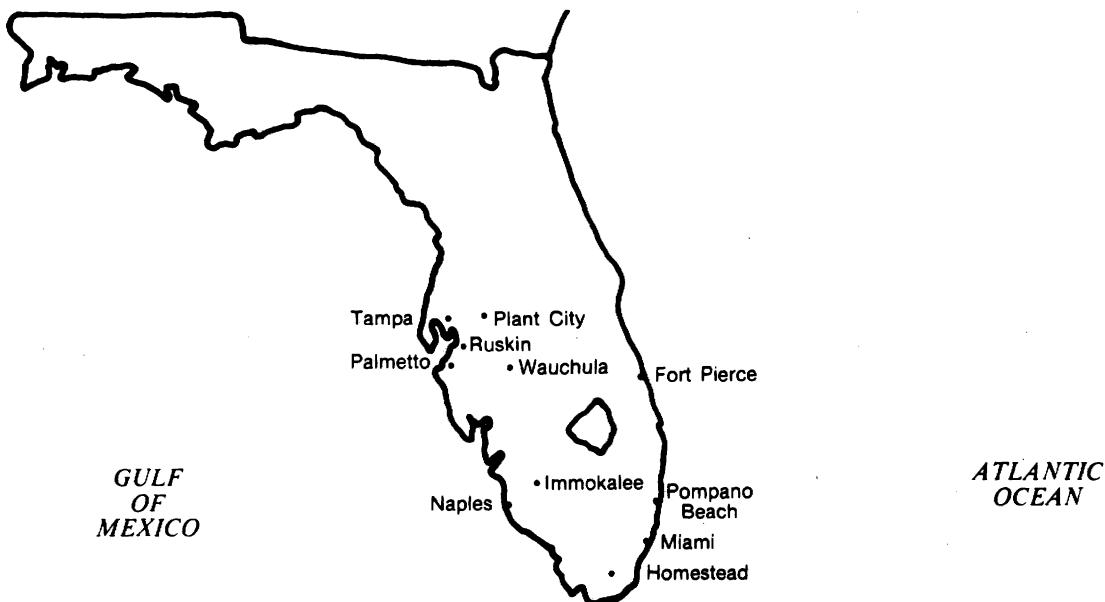 Tampa
Plant City
Ruskin
Palmetto
Wauchula
Fort Pierce
GULF
OF
MEXICO
ATLANTIC
OCEAN
Immokalee
Naples
Pompano
Beach
Miami
Homestead